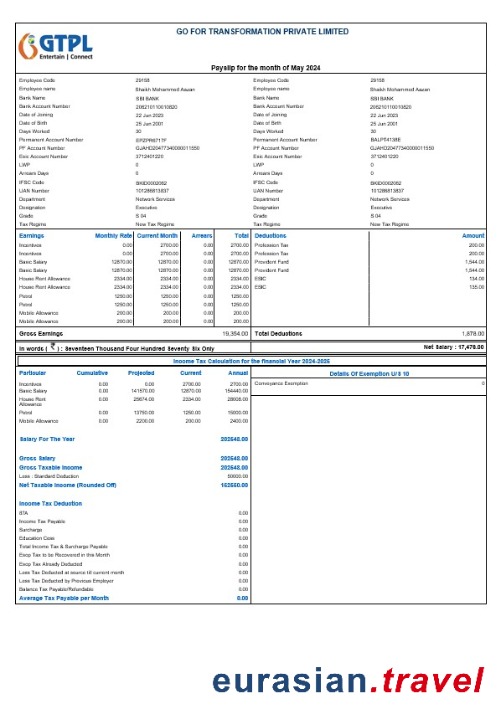 GTPL
Entertain | Connect
GO FOR TRANSFORMATION PRIVATE LIMITED
Payslip for the month of May 2024
Employee Code 29158 Employee Code 29158
Employee name Shaikh Mohammed Aazan Employee name Shaikh Mohammed Aazan
Bank Name SBI BANK Bank Name SBI BANK
Bank Account Number Bank Account Number
Date of Joining 22 Jun 2023 Date of Joining 22 Jun 2023
Date of Birth 25 Jun 2001 Date of Birth 25 Jun 2001
Days Worked 30 Days Worked 30
Permanent Account Number Permanent Account Number
PF Account Number PF Account Number
Esic Account Number 3712401220 Esic Account Number 3712401220
LWP 0 LWP 0
Arrears Days 0 Arrears Days 0
IFSC Code IFSC Code
UAN Number 101286813837 UAN Number 101286813837
Department Network Services Department Network Services
Designation Executive Designation Executive
Grade S 04 Grade S 04
Tax Regime New Tax Regime Tax Regime New Tax Regime
Earnings Monthly Rate Current Month Arrears Total Deductions Amount
Incentives 0.00 2700.00 0.00 2700.00 Profession Tax 200.00
Incentives 0.00 2700.00 0.00 2700.00 Profession Tax 200.00
Basic Salary 12870.00 12870.00 0.00 12870.00 Provident Fund 1,544.00
Basic Salary 12870.00 12870.00 0.00 12870.00 Provident Fund 1,544.00
House Rent Allowance 2334.00 2334.00 0.00 2334.00 ESIC 134.00
House Rent Allowance 2334.00 2334.00 0.00 2334.00 ESIC 135.00
Petrol 1250.00 1250.00 0.00 1250.00
Petrol 1250.00 1250.00 0.00 1250.00
Mobile Allowance 200.00 200.00 0.00 200.00
Mobile Allowance 200.00 200.00 0.00 200.00
Gross Earnings 19,354.00 Total Deductions 1,878.00
In words ( ₹ ) : Seventeen Thousand Four Hundred Seventy Six Only Net Salary : 17,476.00
Income Tax Calculation for the financial Year 2024-2025
Particular Cumulative Projected Current Annual Details Of Exemption U/S 10
Incentives 0.00 0.00 2700.00 2700.00 Conveyance Exemption 0
Basic Salary 0.00 141570.00 12870.00 154440.00
House Rent Allowance 0.00 25674.00 2334.00 28008.00
Petrol 0.00 13750.00 1250.00 15000.00
Mobile Allowance 0.00 2200.00 200.00 2400.00
Salary For The Year 202548.00
Gross Salary 202548.00
Gross Taxable Income 202548.00
Less : Standard Deduction 50000.00
Net Taxable Income (Rounded Off)
Income Tax Deduction
87A 0.00
Income Tax Payable 0.00
Surcharge 0.00
Education Cess 0.00
Total Income Tax & Surcharge Payable 0.00
Esop Tax to be Recovered in this Month 0.00
Esop Tax Already Deducted 0.00
Less Tax Deducted at source till current month 0.00
Less Tax Deducted by Previous Employer 0.00
Balance Tax Payable/Refundable 0.00
Average Tax Payable per Month 0.00
eurasian.travel